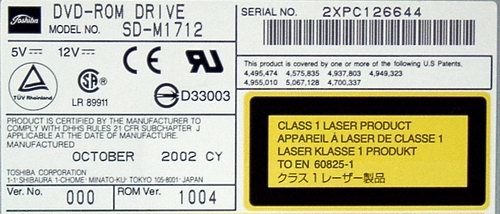 Toshiba
DVD-ROM DRIVE
MODEL NO. SD-M1712
5V 12V
TÜV Rheinland
LR 89911
D33003
PRODUCT IS CERTIFIED BY THE MANUFACTURER TO
COMPLY WITH DHHS RULES 21 CFR SUBCHAPTER J
APPLICABLE AT THE DATE OF MANUFACTURE.
MANUFACTURED
OCTOBER 2002 CY
TOSHIBA CORPORATION
1-1, SHIBAURA 1-CHOME, MINATO-KU, TOKYO 105-8001, JAPAN
Ver. No. 000 ROM Ver. 1004
SERIAL NO. 2XPC126644
This product is covered by one or more of the following U.S Patents.
4,495,474 4,575,835 4,937,803 4,949,323
4,955,010 5,067,128 4,700,337
CLASS 1 LASER PRODUCT
APPAREIL À LASER DE CLASSE 1
LASER KLASSE 1 PRODUKT
TO EN 60825-1
クラス 1 レーザー製品